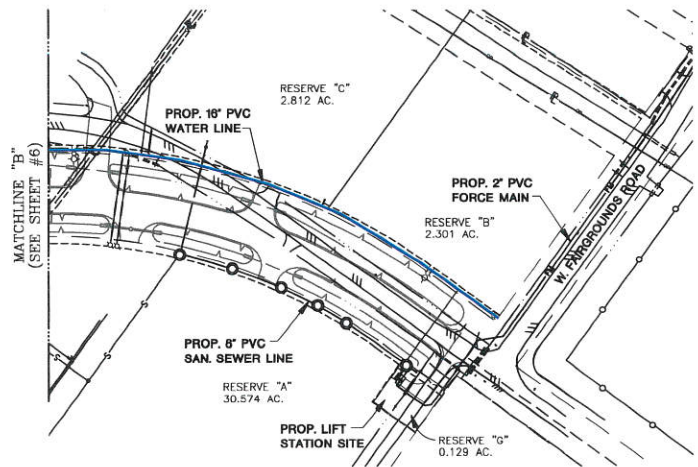 RESERVE "C"
2.812 AC.
PROP. 16" PVC
WATER LINE
MATCHLINE "B"
(SEE SHEET #6)
PROP. 2" PVC
FORCE MAIN
RESERVE "B"
2.301 AC.
W. FAIRGROUNDS ROAD
PROP. 8" PVC
SAN. SEWER LINE
RESERVE "A"
30.574 AC.
PROP. LIFT
STATION SITE
RESERVE "G"
0.129 AC.